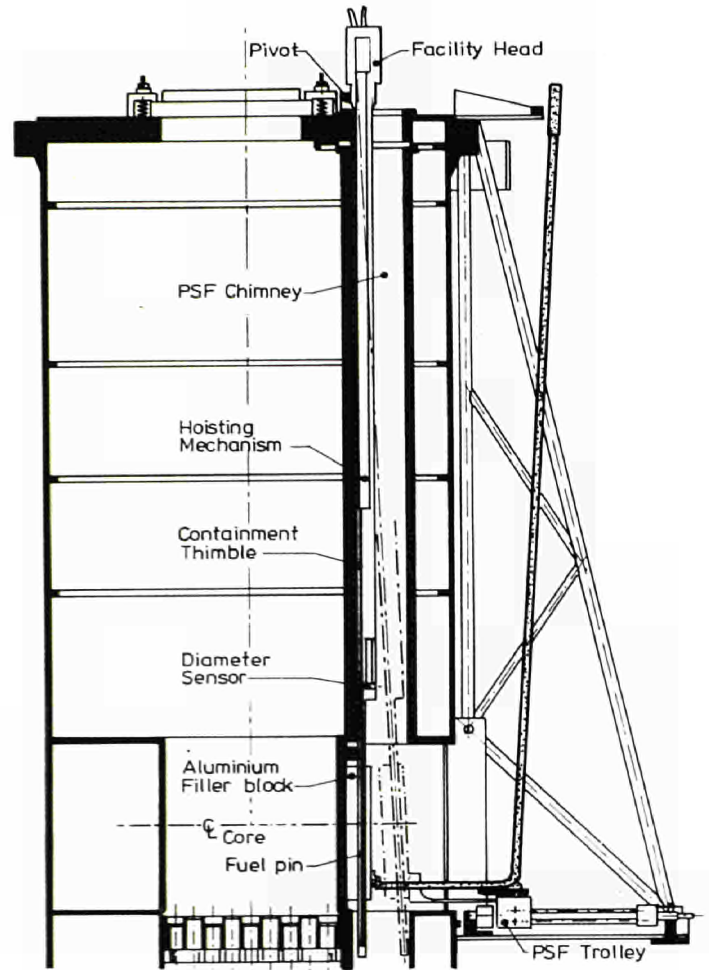 Pivot
Facility Head
PSF Chimney
Hoisting
Mechanism
Containment
Thimble
Diameter
Sensor
Aluminium
Filler block
℄ Core
Fuel pin
PSF Trolley